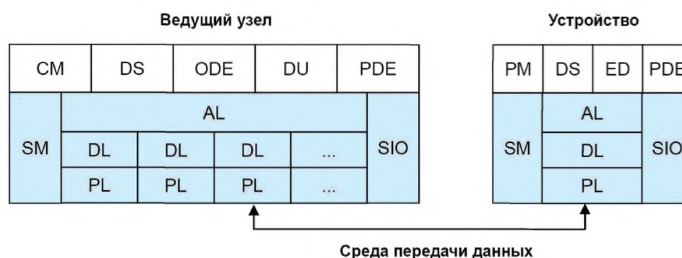 Ведущий узел
Устройство
CM DS ODE DU PDE
PM DS ED PDE
SM AL SIO
SM AL SIO
DL DL DL ...
DL
PL PL PL ...
PL
Среда передачи данных